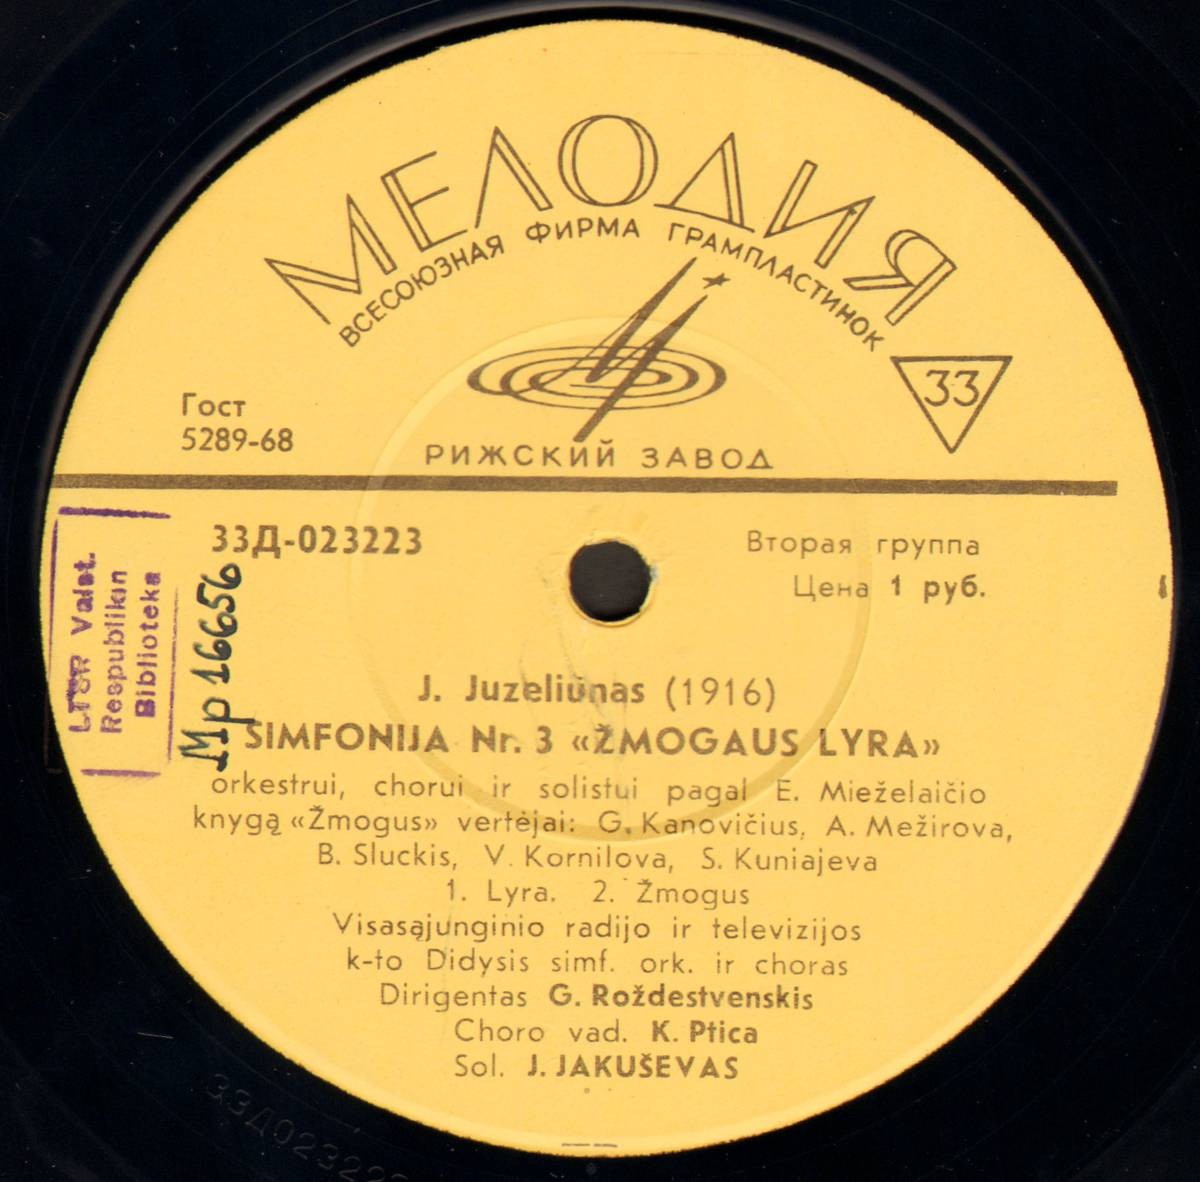 МЕЛОДИЯ
ВСЕСОЮЗНАЯ ФИРМА ГРАМПЛАСТИНОК
33
Гост
5289-68
РИЖСКИЙ ЗАВОД
33Д-023223
Вторая группа
Цена 1 руб.
LTSR Valst.
Respublikin
Biblioteka
Mp 16656
J. Juzeliūnas (1916)
SIMFONIJA Nr. 3 «ŽMOGAUS LYRA»
orkestrui, chorui ir solistui pagal E. Mieželaičio
knygą «Žmogus» vertėjai: G. Kanovičius, A. Mežirova,
B. Sluckis, V. Kornilova, S. Kuniajeva
1. Lyra. 2. Žmogus
Visasąjunginio radijo ir televizijos
k-to Didysis simf. ork. ir choras
Dirigentas G. Roždestvenskis
Choro vad. K. Ptica
Sol. J. JAKUŠEVAS